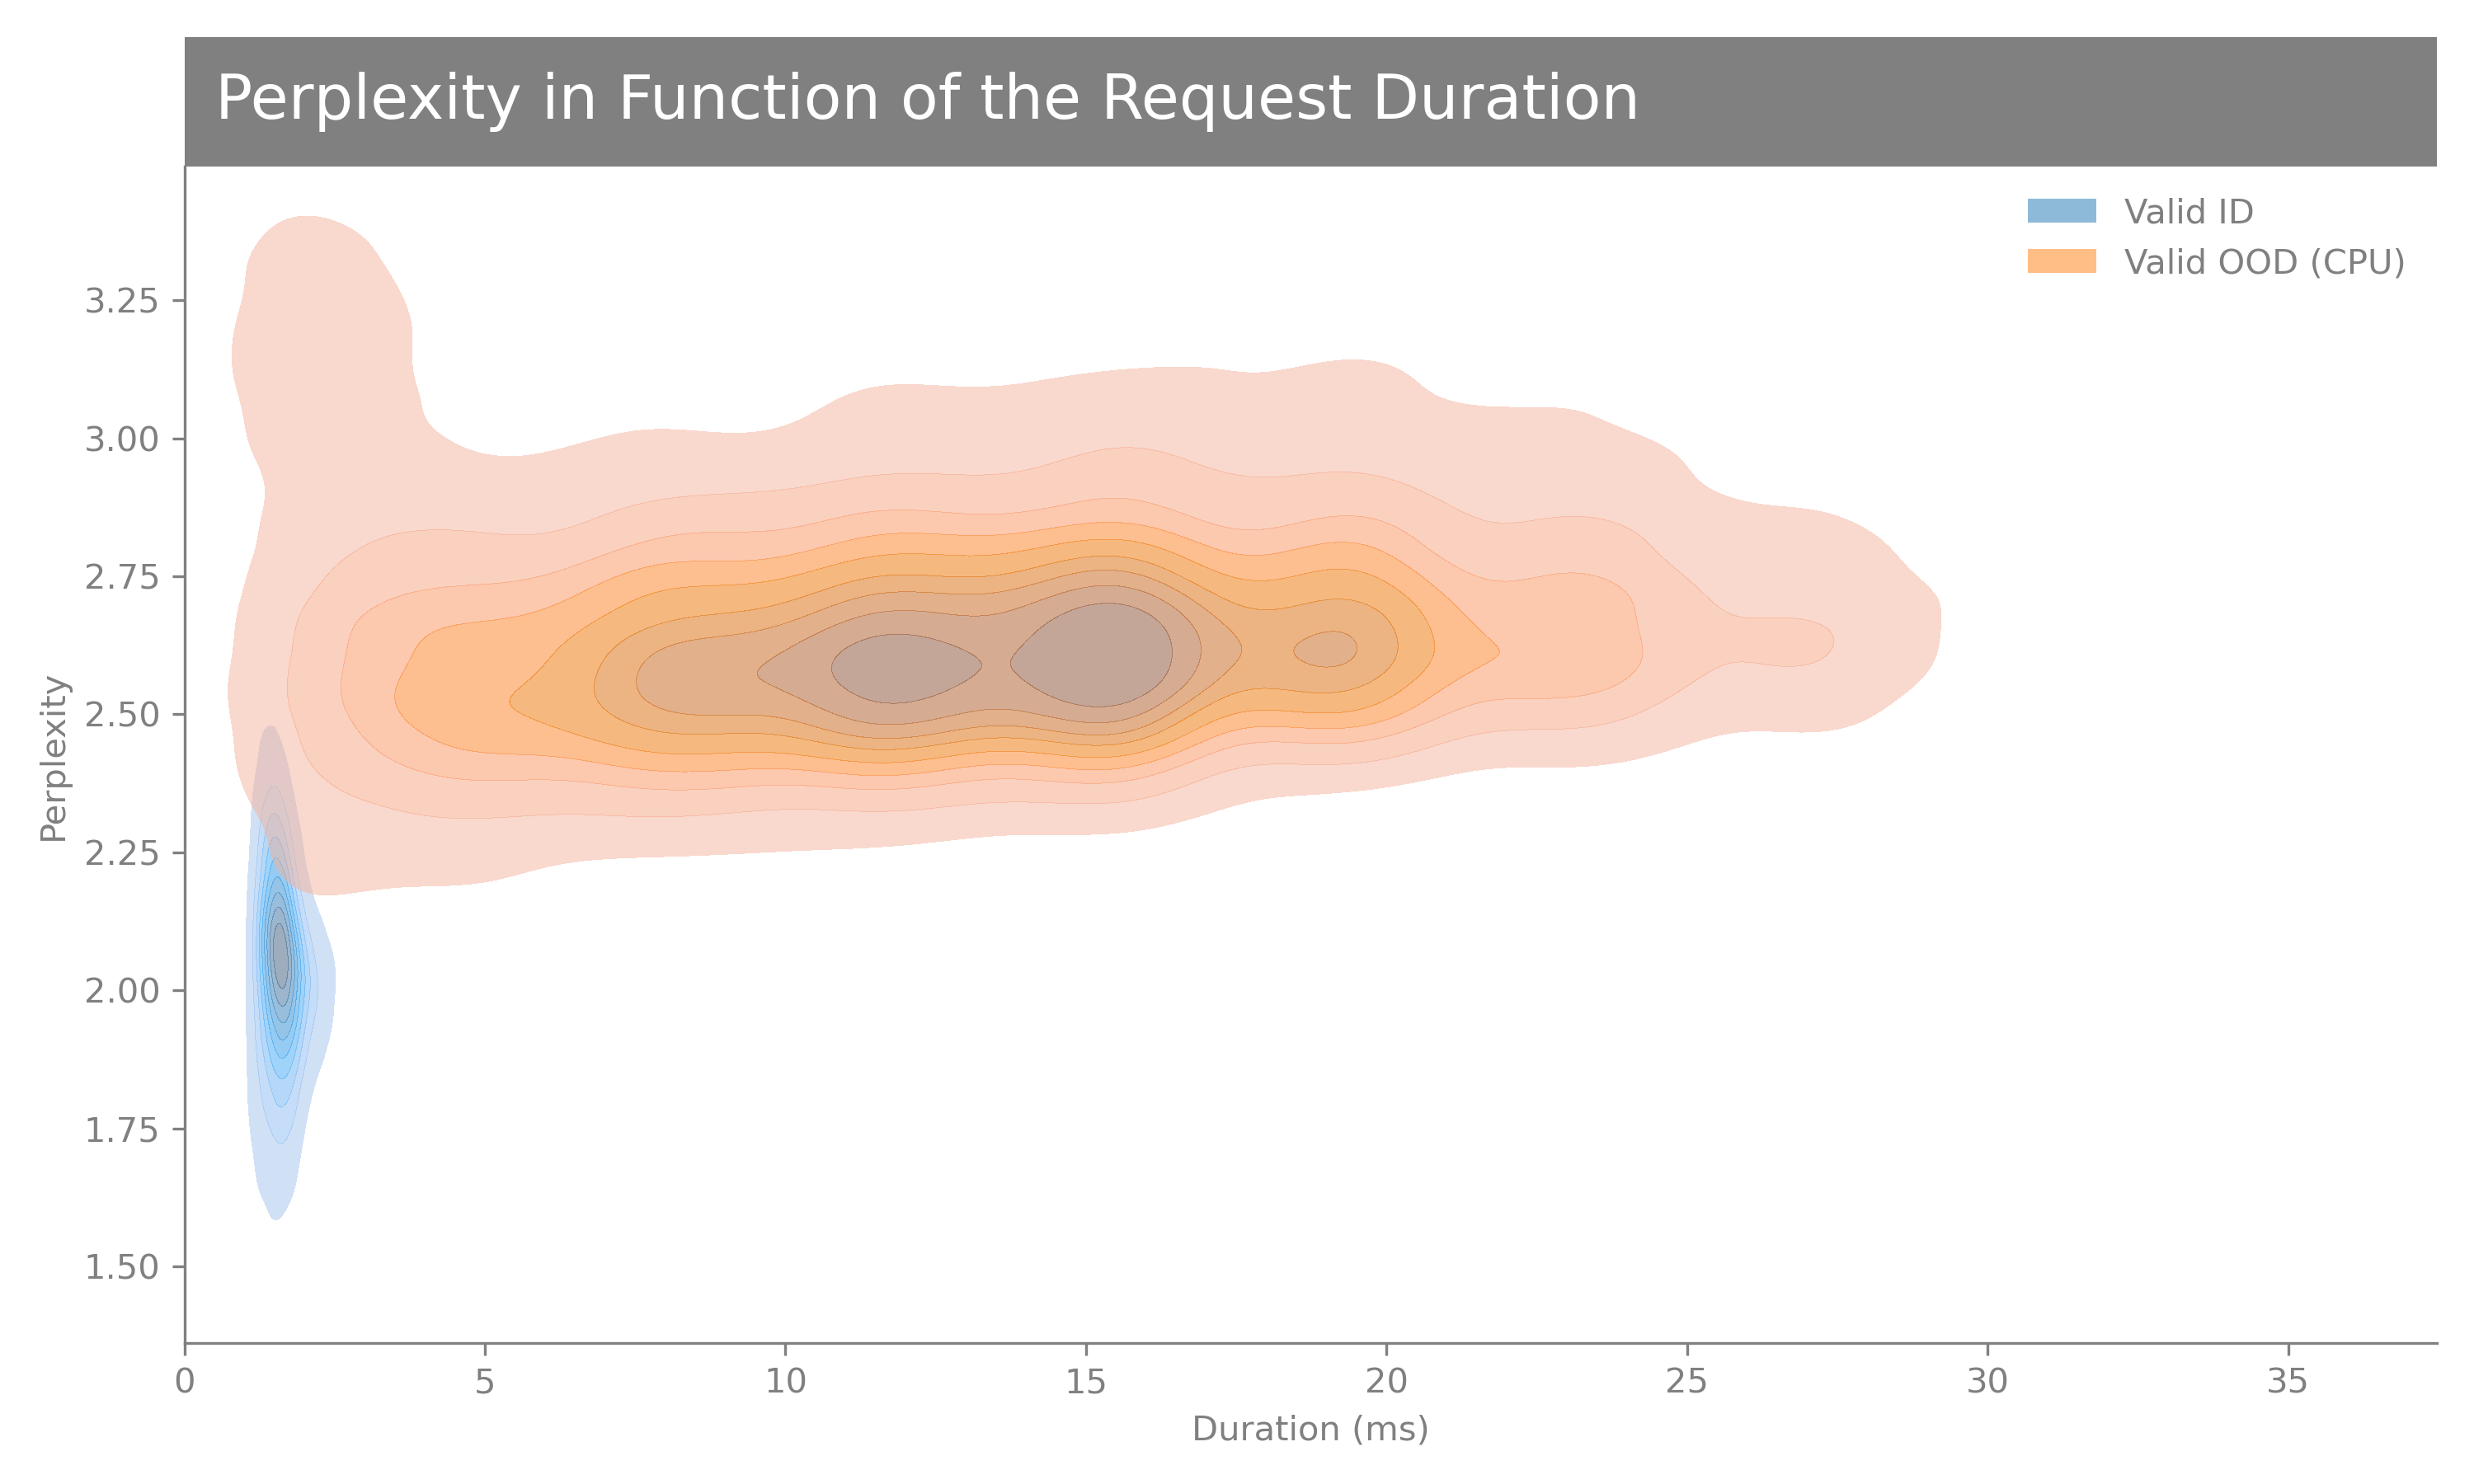 Perplexity in Function of the Request Duration
Valid ID
Valid OOD (CPU)
3.25
3.00
2.75
2.50
2.25
2.00
1.75
1.50
Perplexity
0 5 10 15 20 25 30 35
Duration (ms)